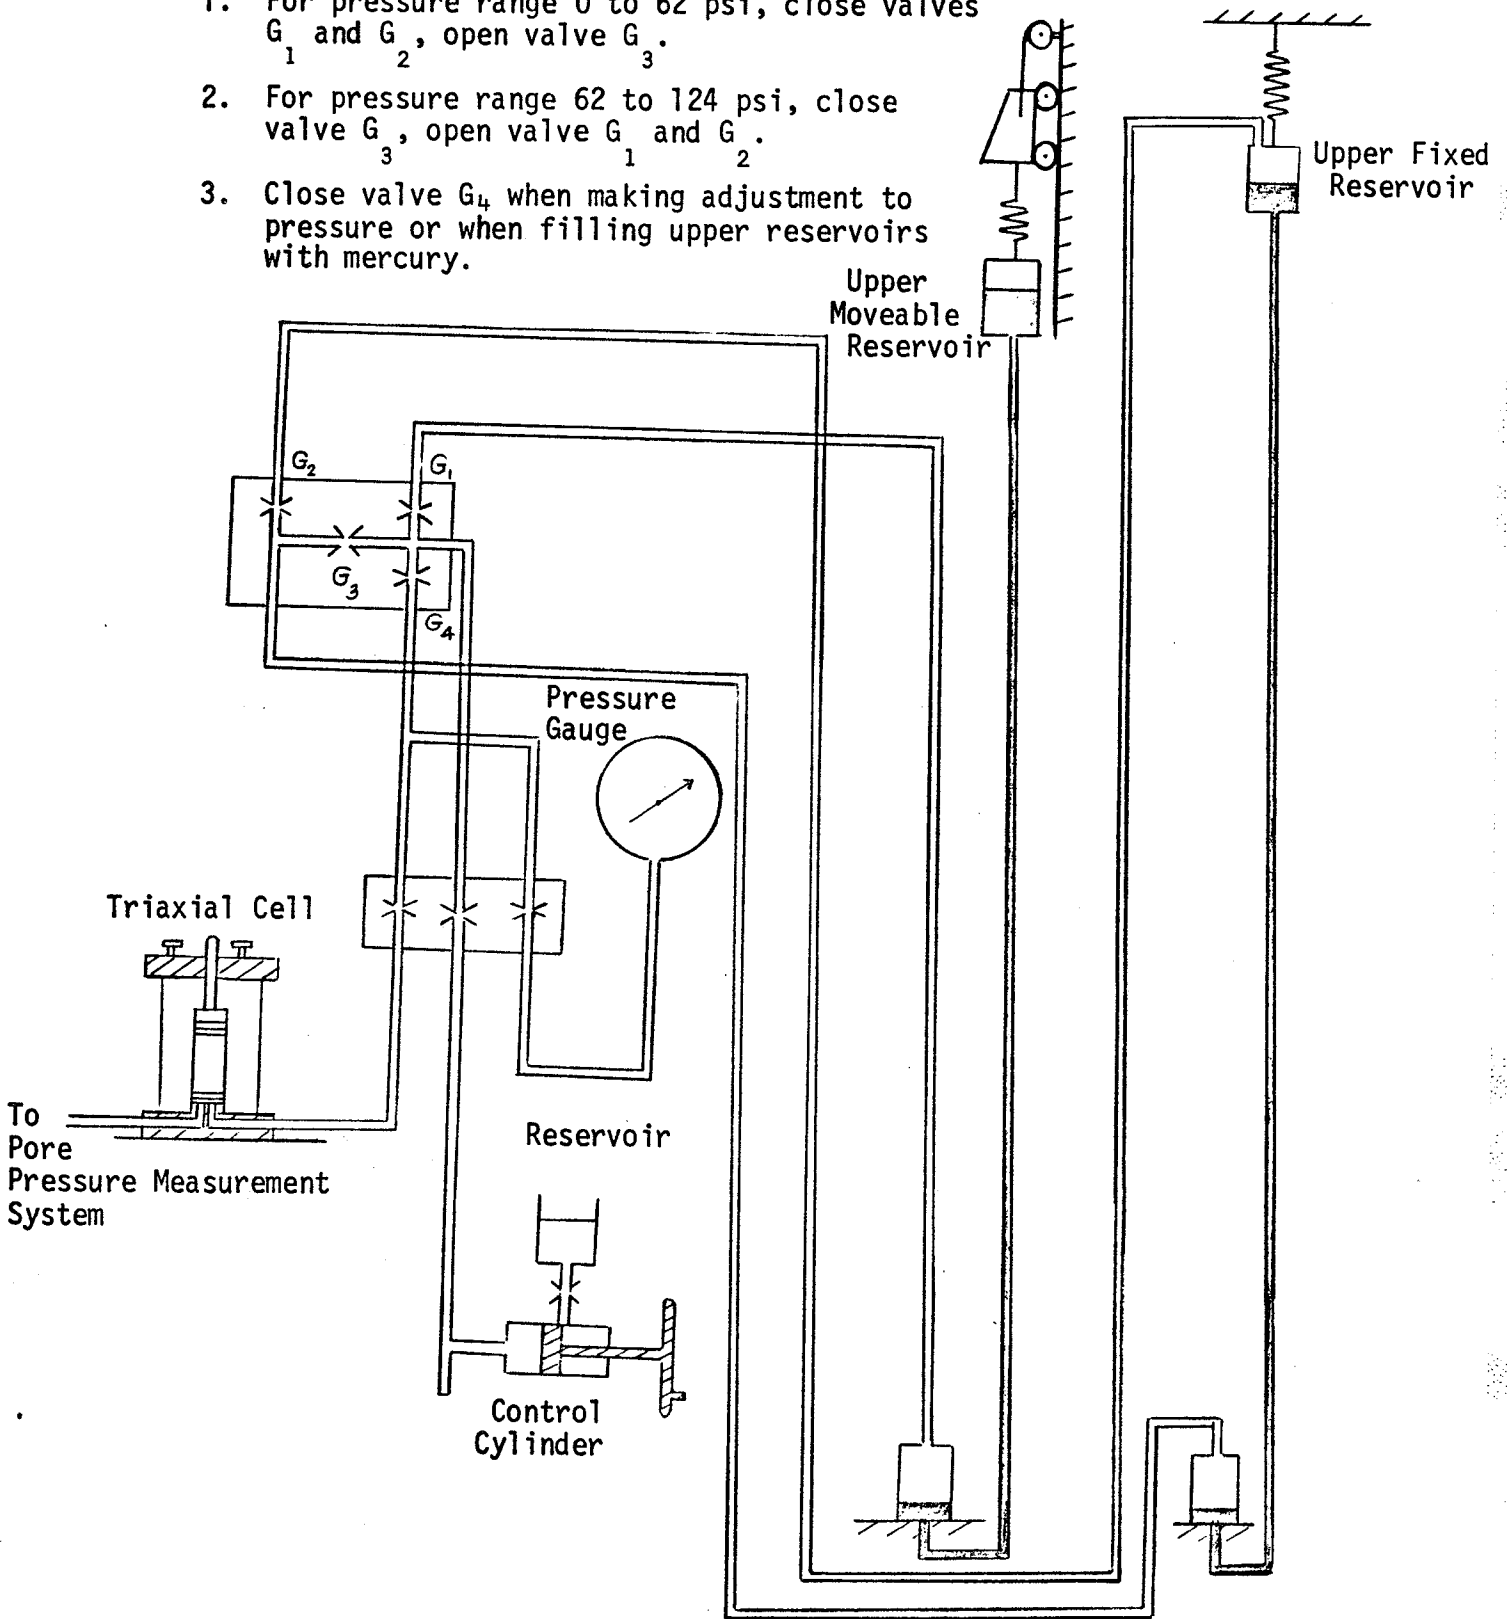 1. For pressure range 0 to 62 psi, close valves
G1 and G2, open valve G3.
2. For pressure range 62 to 124 psi, close
valve G3, open valve G1 and G2.
3. Close valve G4 when making adjustment to
pressure or when filling upper reservoirs
with mercury.
Upper Fixed
Reservoir
Upper
Moveable
Reservoir
G2
G1
G3
G4
Pressure
Gauge
Triaxial Cell
To
Pore
Pressure Measurement
System
Reservoir
Control
Cylinder